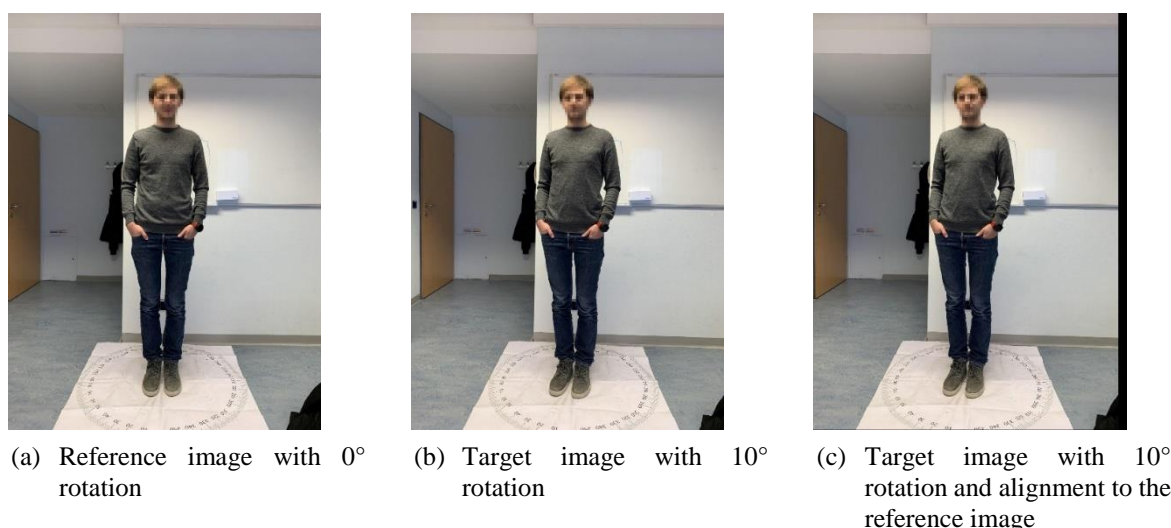 (a) Reference image with 0°
rotation
(b) Target image with 10°
rotation
(c) Target image with 10°
rotation and alignment to the
reference image